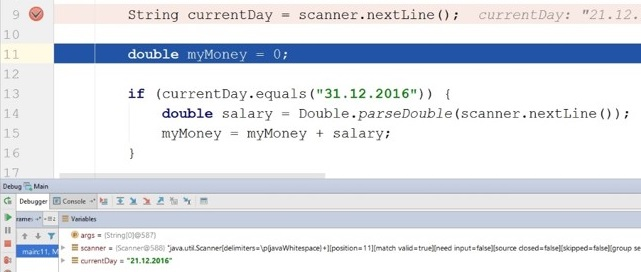 9 String currentDay = scanner.nextLine(); currentDay: "21.12.
10
11 double myMoney = 0;
12
13 if (currentDay.equals("31.12.2016")) {
14 double salary = Double.parseDouble(scanner.nextLine());
15 myMoney = myMoney + salary;
16 }
17
Debug Main
Debugger Console
rames Variables
args = {String[0]@587}
scanner = {Scanner@588} "java.util.Scanner[delimiters=\p{javaWhitespace}+][position=11][match valid=true][need input=false][source closed=false][skipped=false][group se
main:11, M
currentDay = "21.12.2016"